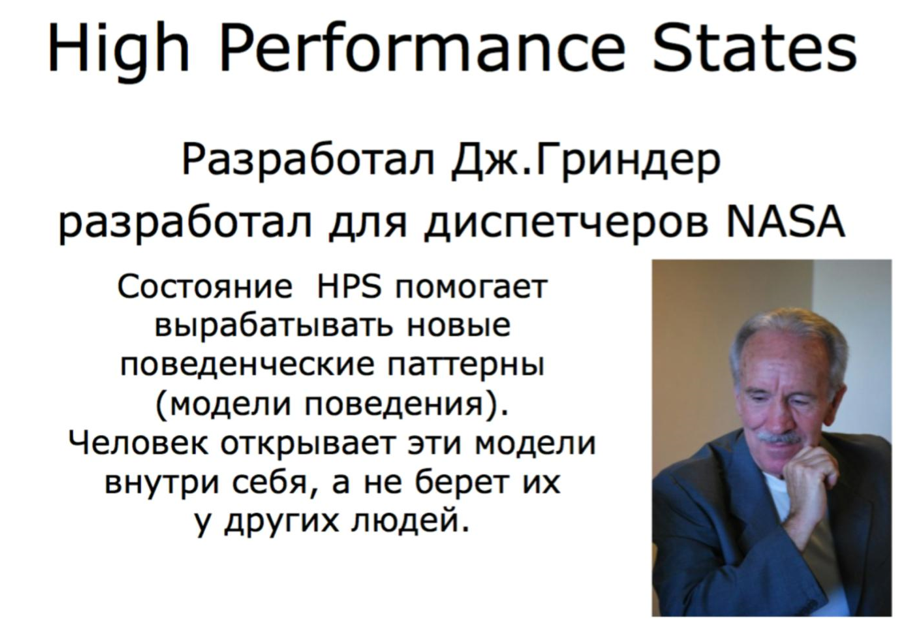 High Performance States
Разработал Дж.Гриндер
разработал для диспетчеров NASA
Состояние  HPS помогает
вырабатывать новые
поведенческие паттерны
(модели поведения).
Человек открывает эти модели
внутри себя, а не берет их
у других людей.